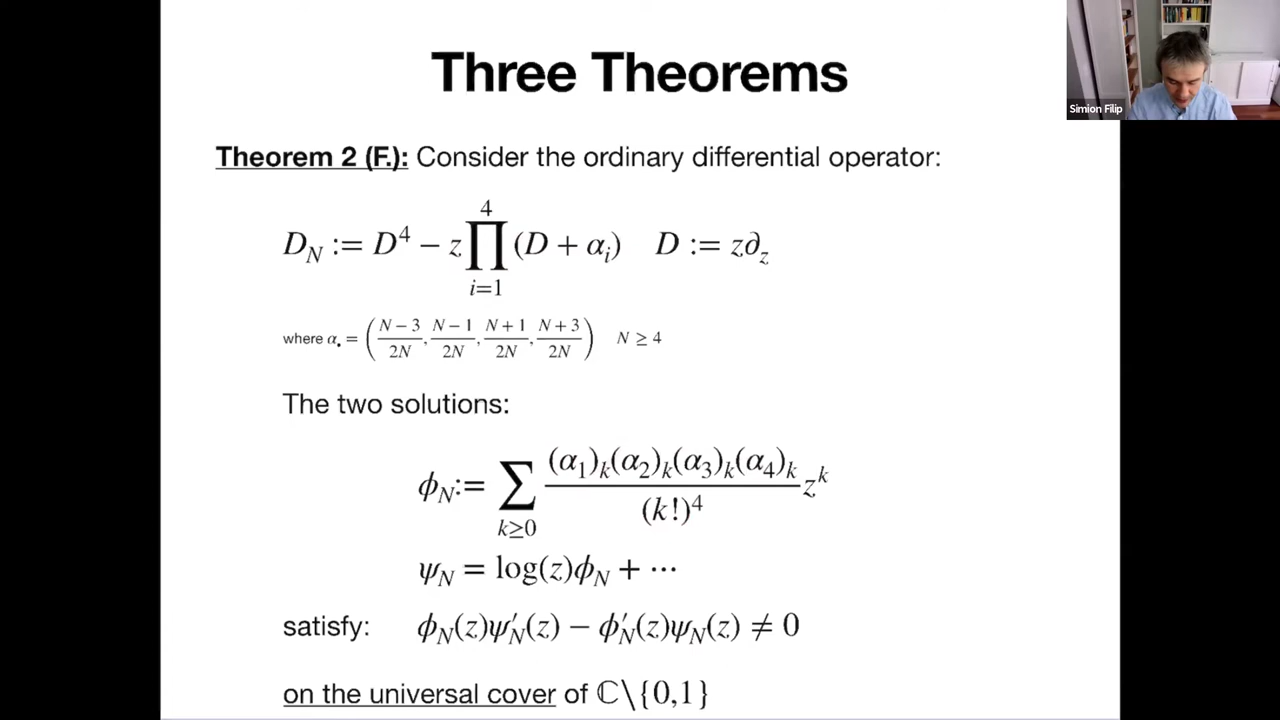 Three Theorems
Simion Filip
Theorem 2 (F.): Consider the ordinary differential operator:
D_N := D^4 − z ∏_{i=1}^{4} (D + α_i)    D := z∂_z
where α_• = ( (N − 3)/(2N), (N − 1)/(2N), (N + 1)/(2N), (N + 3)/(2N) )    N ≥ 4
The two solutions:
ϕ_N := ∑_{k≥0} ((α_1)_k(α_2)_k(α_3)_k(α_4)_k)/((k!)^4) z^k
ψ_N = log(z)ϕ_N + ⋯
satisfy: ϕ_N(z)ψ′_N(z) − ϕ′_N(z)ψ_N(z) ≠ 0
on the universal cover of ℂ\{0,1}